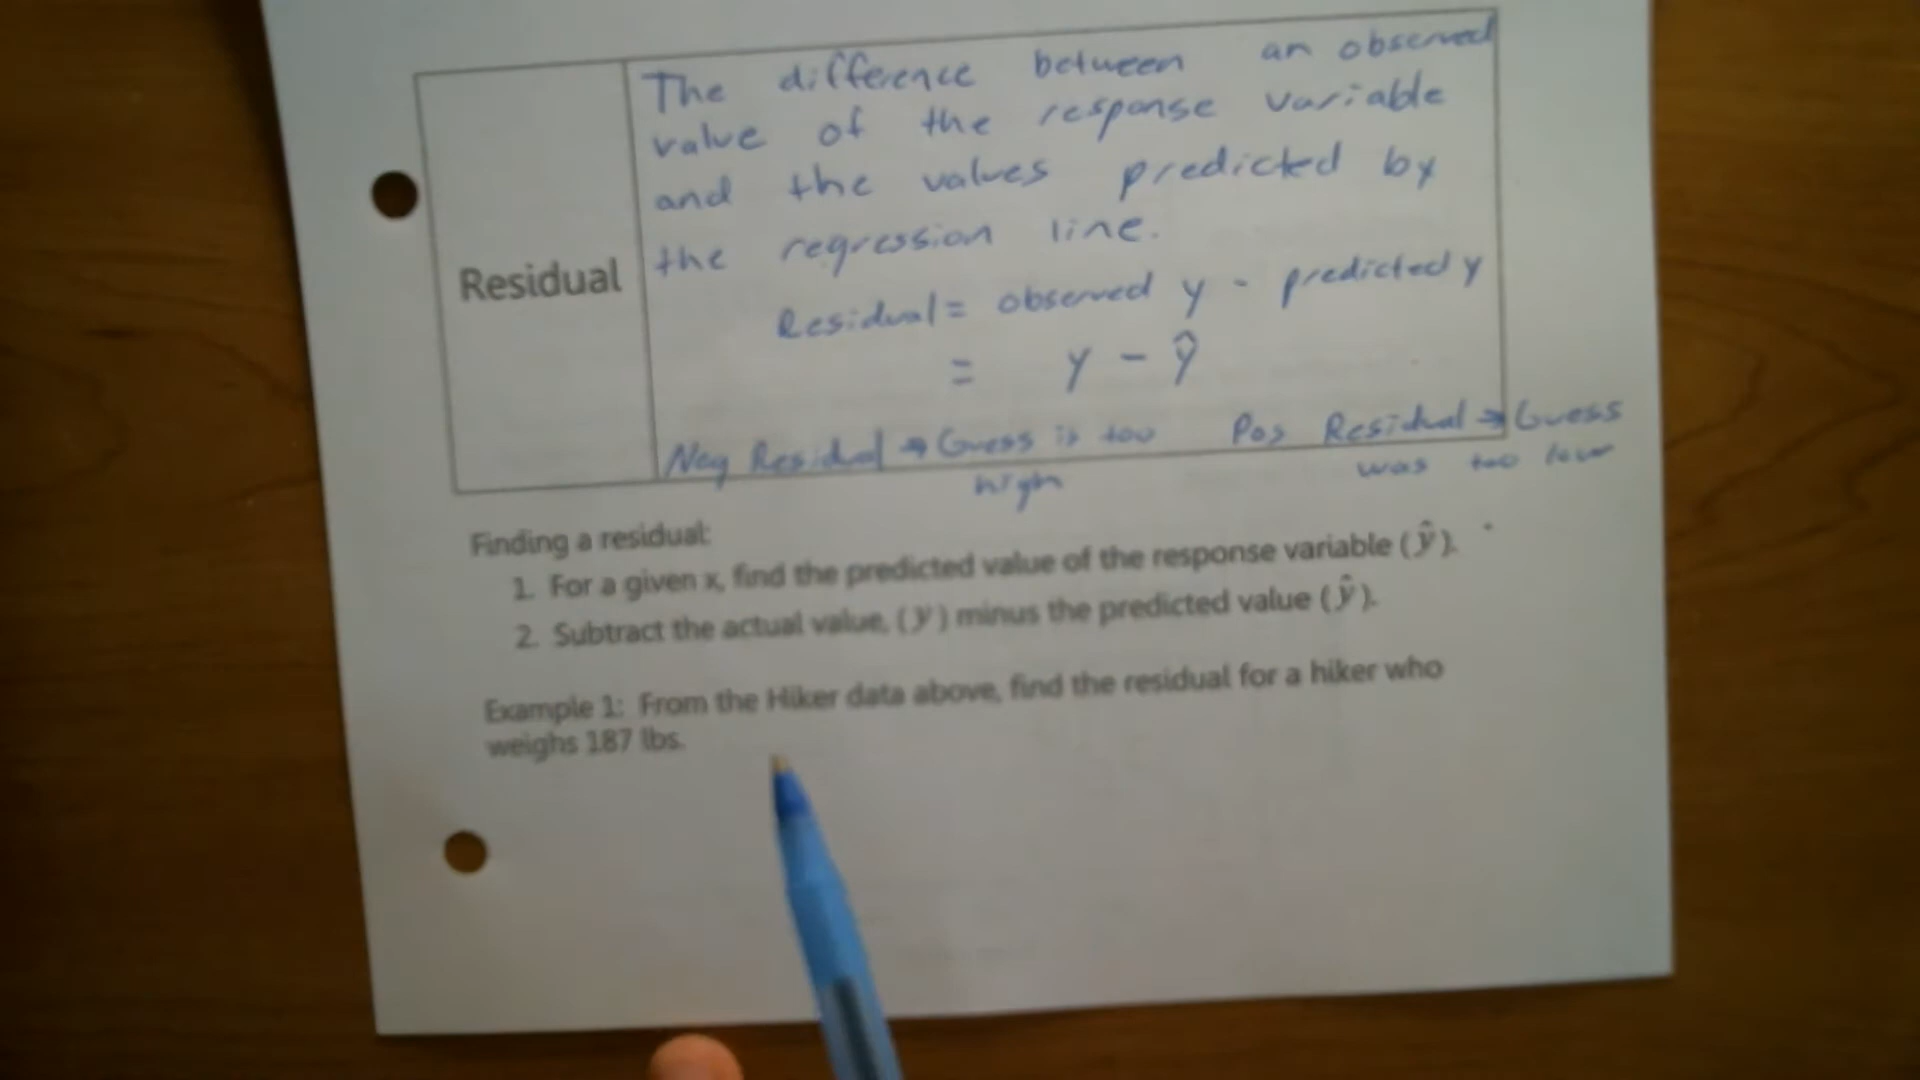 The difference between an observed
value of the response variable
and the values predicted by
the regression line.
Residual
Residual = observed y - predicted y
= y - ŷ
Neg Residual → Guess is too high
Pos Residual → Guess was too low
Finding a residual:
1. For a given x, find the predicted value of the response variable (ŷ).
2. Subtract the actual value, (y) minus the predicted value (ŷ).
Example 1: From the Hiker data above, find the residual for a hiker who
weighs 187 lbs.